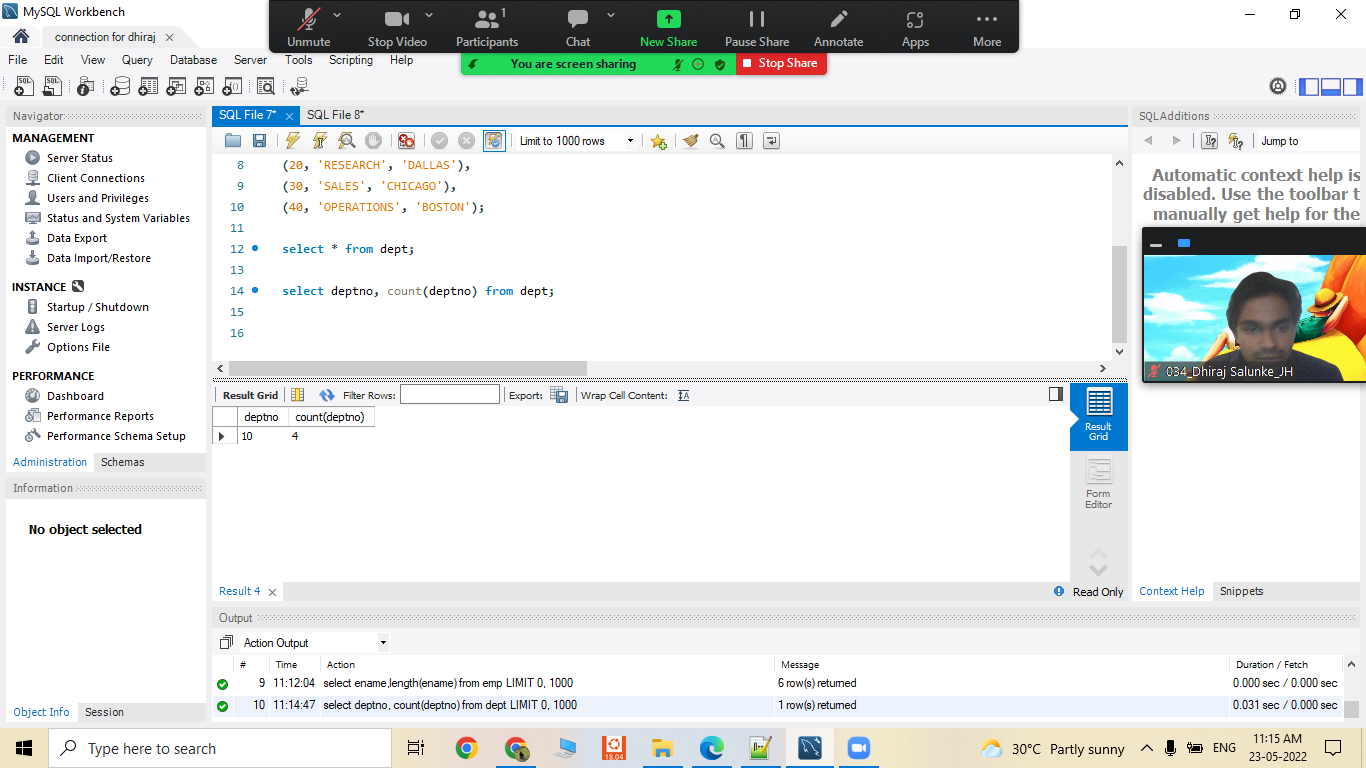 MySQL Workbench
connection for dhiraj
File Edit View Query Database Server Tools Scripting Help
Unmute Stop Video 1 Participants Chat New Share Pause Share Annotate Apps More
You are screen sharing Stop Share
Navigator
MANAGEMENT
Server Status
Client Connections
Users and Privileges
Status and System Variables
Data Export
Data Import/Restore
INSTANCE
Startup / Shutdown
Server Logs
Options File
PERFORMANCE
Dashboard
Performance Reports
Performance Schema Setup
Administration Schemas
Information
No object selected
Object Info Session
SQL File 7* SQL File 8*
Limit to 1000 rows
8 (20, 'RESEARCH', 'DALLAS'),
9 (30, 'SALES', 'CHICAGO'),
10 (40, 'OPERATIONS', 'BOSTON');
11
12 select * from dept;
13
14 select deptno, count(deptno) from dept;
15
16
Result Grid Filter Rows: Export: Wrap Cell Content:
deptno count(deptno)
10 4
Result Grid
Form Editor
Result 4 Read Only
SQLAdditions
Jump to
Automatic context help is
disabled. Use the toolbar t
manually get help for the
034_Dhiraj Salunke_JH
Context Help Snippets
Output
Action Output
# Time Action Message Duration / Fetch
9 11:12:04 select ename,length(ename) from emp LIMIT 0, 1000 6 row(s) returned 0.000 sec / 0.000 sec
10 11:14:47 select deptno, count(deptno) from dept LIMIT 0, 1000 1 row(s) returned 0.031 sec / 0.000 sec
Type here to search
18.04
30°C Partly sunny ENG 11:15 AM
23-05-2022